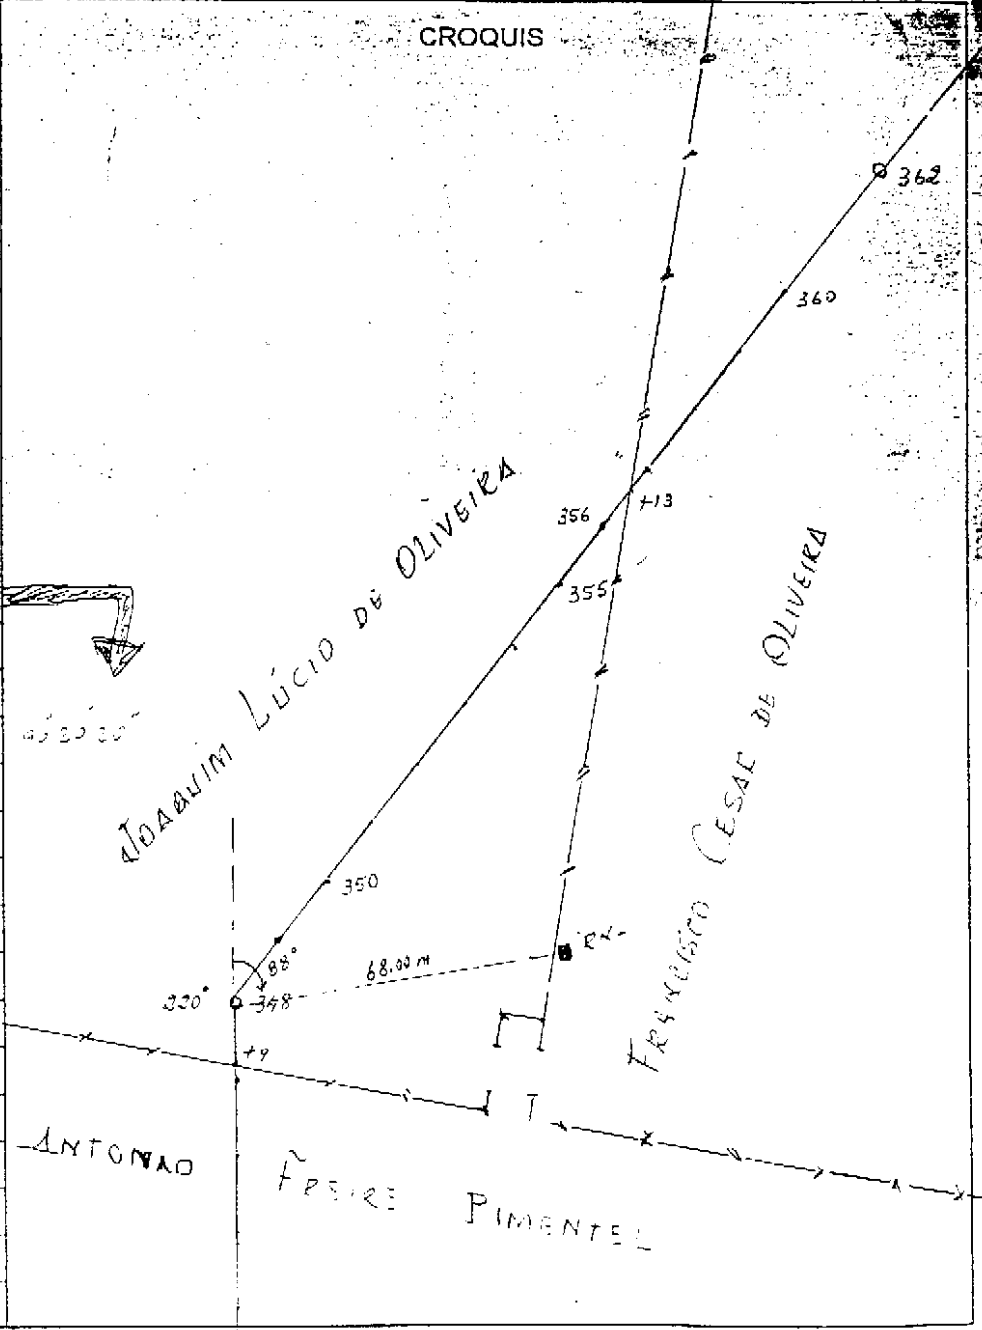 CROQUIS
362
360
+13
356
355
JOAQUIM LÚCIO DE OLIVEIRA
FRANCISCO CESAR DE OLIVEIRA
350
88°
68.00 m
320°
348
+9
ANTONAO FREIRE PIMENTEL